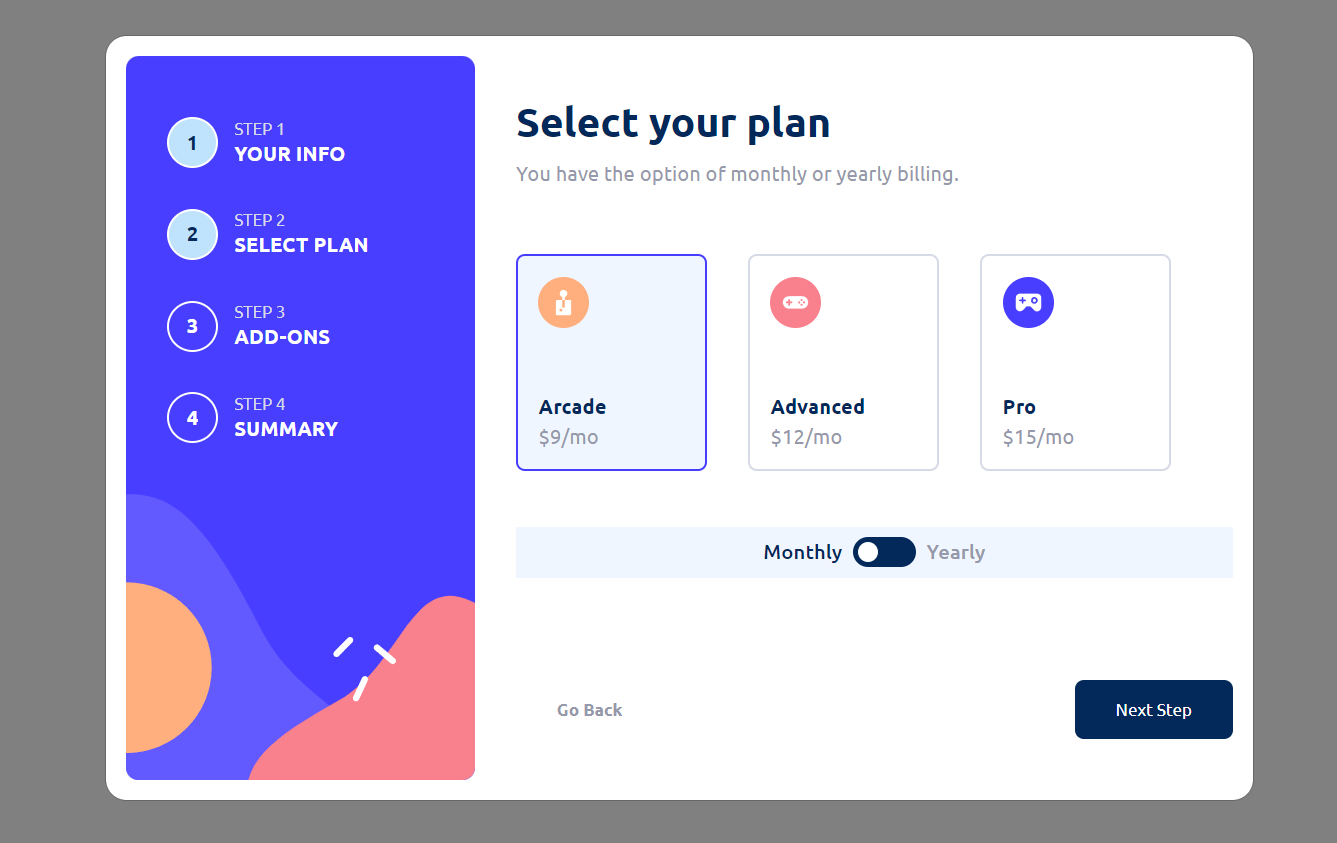 1
STEP 1
YOUR INFO
2
STEP 2
SELECT PLAN
3
STEP 3
ADD-ONS
4
STEP 4
SUMMARY
Select your plan
You have the option of monthly or yearly billing.
Arcade
$9/mo
Advanced
$12/mo
Pro
$15/mo
Monthly Yearly
Go Back
Next Step